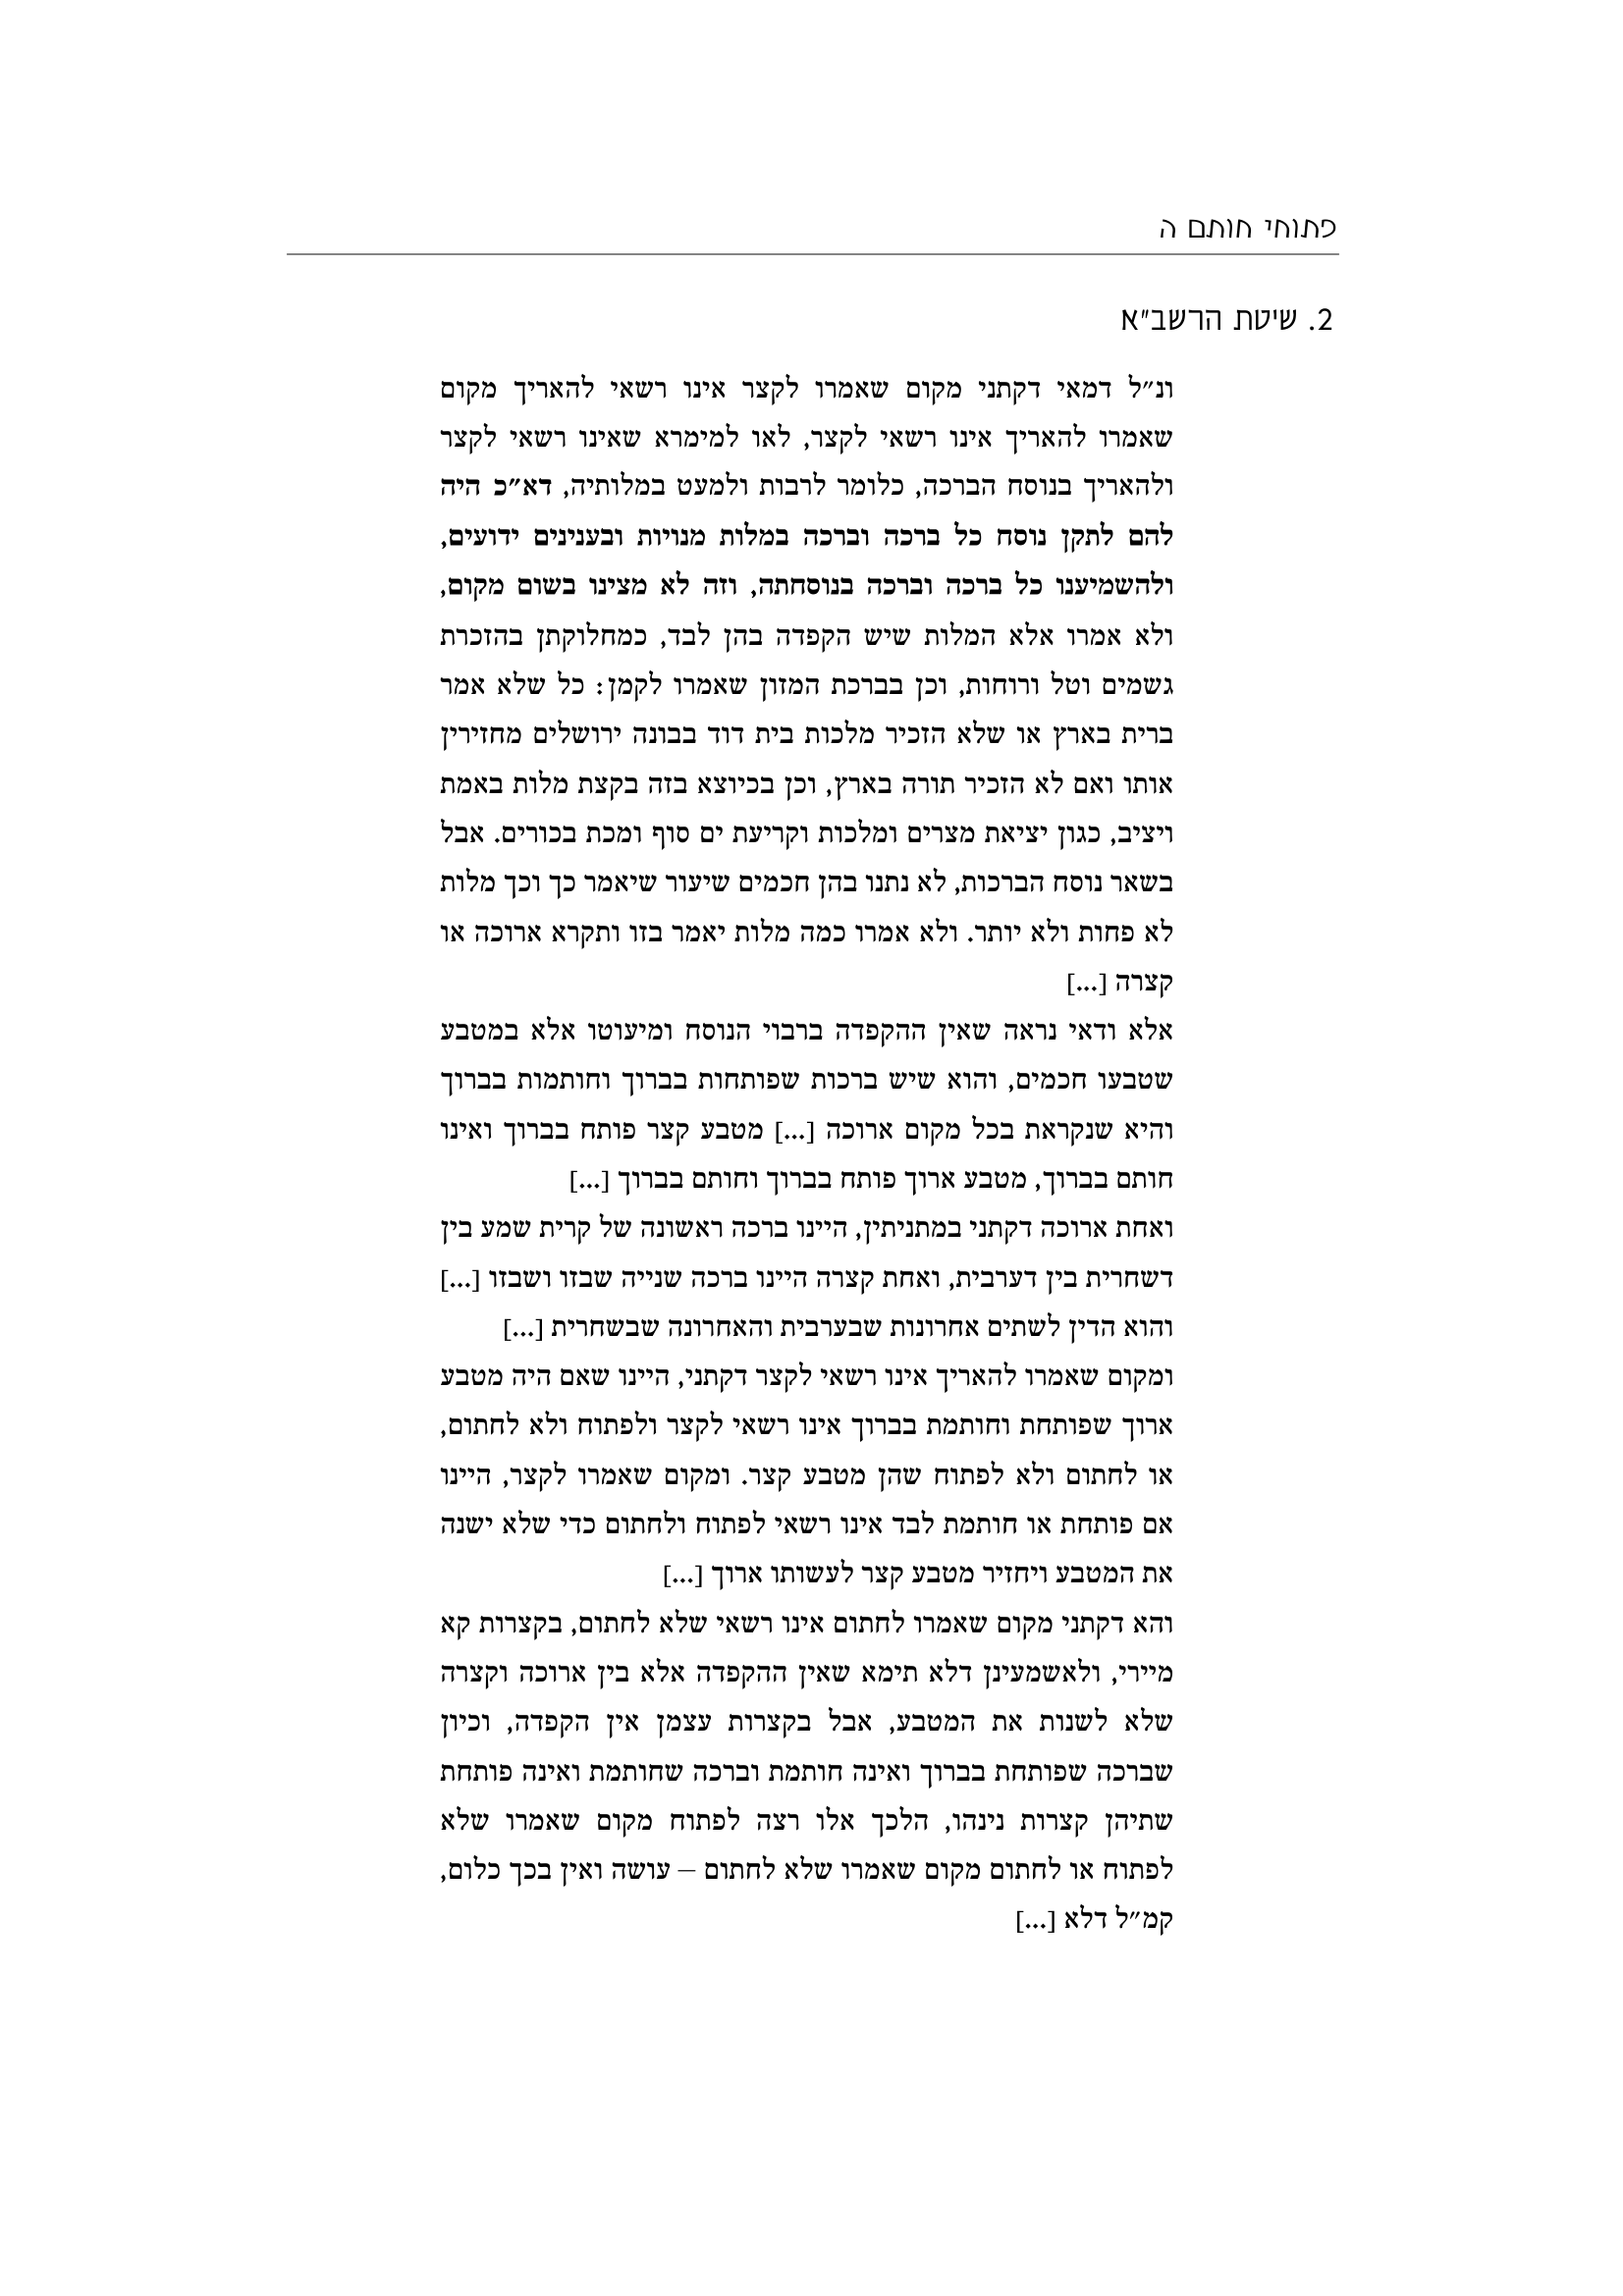 פתוחי חותם ה
2. שיטת הרשב״א
ונ״ל דמאי דקתני מקום שאמרו לקצר אינו רשאי להאריך מקום
שאמרו להאריך אינו רשאי לקצר, לאו למימרא שאינו רשאי לקצר
ולהאריך בנוסח הברכה, כלומר לרבות ולמעט במלותיה, דא״כ היה
להם לתקן נוסח כל ברכה וברכה במלות מנויות ובענינים ידועים,
ולהשמיענו כל ברכה וברכה בנוסחתה, וזה לא מצינו בשום מקום,
ולא אמרו אלא המלות שיש הקפדה בהן לבד, כמחלוקתן בהזכרת
גשמים וטל ורוחות, וכן בברכת המזון שאמרו לקמן: כל שלא אמר
ברית בארץ או שלא הזכיר מלכות בית דוד בבונה ירושלים מחזירין
אותו ואם לא הזכיר תורה בארץ, וכן בכיוצא בזה בקצת מלות באמת
ויציב, כגון יציאת מצרים ומלכות וקריעת ים סוף ומכת בכורים. אבל
בשאר נוסח הברכות, לא נתנו בהן חכמים שיעור שיאמר כך וכך מלות
לא פחות ולא יותר. ולא אמרו כמה מלות יאמר בזו ותקרא ארוכה או
קצרה [...]
אלא ודאי נראה שאין ההקפדה ברבוי הנוסח ומיעוטו אלא במטבע
שטבעו חכמים, והוא שיש ברכות שפותחות בברוך וחותמות בברוך
והיא שנקראת בכל מקום ארוכה [...] מטבע קצר פותח בברוך ואינו
חותם בברוך, מטבע ארוך פותח בברוך וחותם בברוך [...]
ואחת ארוכה דקתני במתניתין, היינו ברכה ראשונה של קרית שמע בין
דשחרית בין דערבית, ואחת קצרה היינו ברכה שנייה שבזו ושבזו [...]
והוא הדין לשתים אחרונות שבערבית והאחרונה שבשחרית [...]
ומקום שאמרו להאריך אינו רשאי לקצר דקתני, היינו שאם היה מטבע
ארוך שפותחת וחותמת בברוך אינו רשאי לקצר ולפתוח ולא לחתום,
או לחתום ולא לפתוח שהן מטבע קצר. ומקום שאמרו לקצר, היינו
אם פותחת או חותמת לבד אינו רשאי לפתוח ולחתום כדי שלא ישנה
את המטבע ויחזיר מטבע קצר לעשותו ארוך [...]
והא דקתני מקום שאמרו לחתום אינו רשאי שלא לחתום, בקצרות קא
מיירי, ולאשמעינן דלא תימא שאין ההקפדה אלא בין ארוכה וקצרה
שלא לשנות את המטבע, אבל בקצרות עצמן אין הקפדה, וכיון
שברכה שפותחת בברוך ואינה חותמת וברכה שחותמת ואינה פותחת
שתיהן קצרות נינהו, הלכך אלו רצה לפתוח מקום שאמרו שלא
לפתוח או לחתום מקום שאמרו שלא לחתום – עושה ואין בכך כלום,
קמ״ל דלא [...]